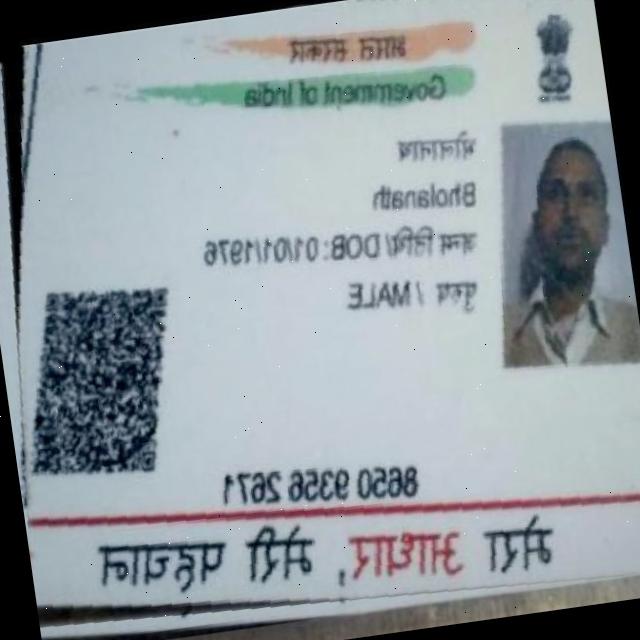 भारत सरकार
Government of India
भोलानाथ
Bholanath
जन्म तिथि/ DOB: 01/01/1976
पुरुष / MALE
8650 9356 2671
मेरा आधार, मेरी पहचान